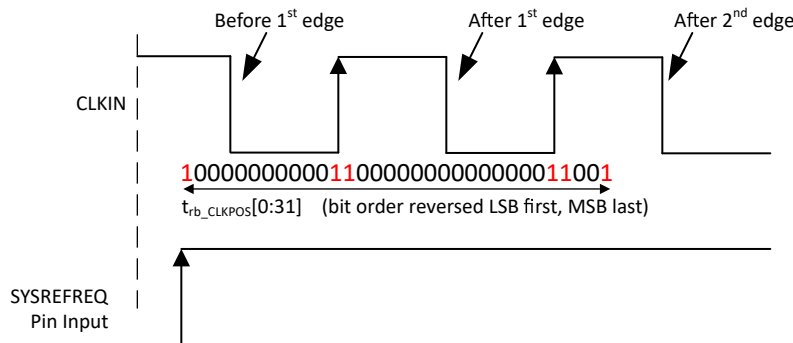 Before 1st edge
After 1st edge
After 2nd edge
CLKIN
10000000000110000000000000011001
trb_CLKPOS[0:31] (bit order reversed LSB first, MSB last)
SYSREFREQ
Pin Input